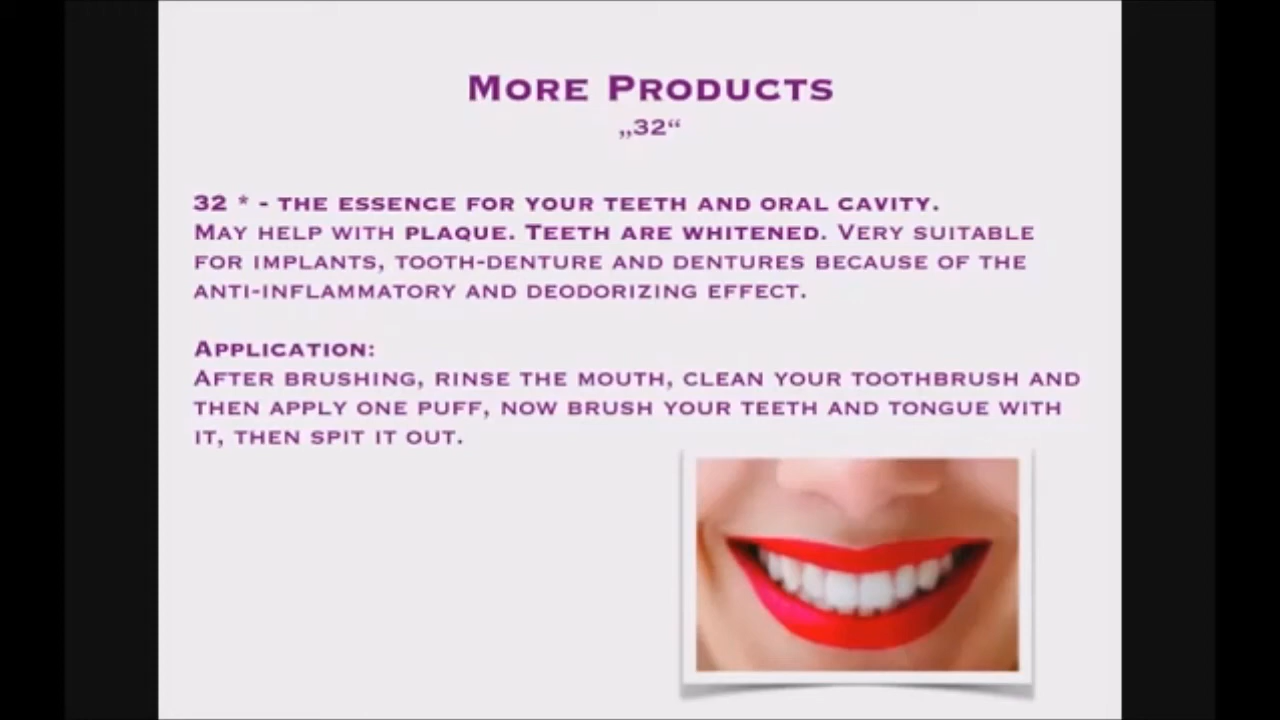 More Products
„32“
32 * - the essence for your teeth and oral cavity.
May help with plaque. Teeth are whitened. Very suitable
for implants, tooth-denture and dentures because of the
anti-inflammatory and deodorizing effect.
Application:
After brushing, rinse the mouth, clean your toothbrush and
then apply one puff, now brush your teeth and tongue with
it, then spit it out.